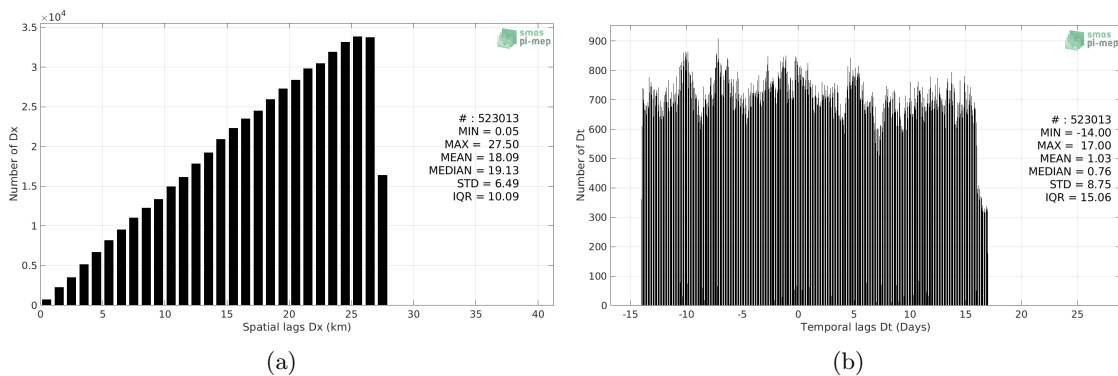 ×10⁴
3.5
3
2.5
2
1.5
1
0.5
0
Number of Dx
0 5 10 15 20 25 30 35 40
Spatial lags Dx (km)
smos
pi-mep
# : 523013
MIN = 0.05
MAX = 27.50
MEAN = 18.09
MEDIAN = 19.13
STD = 6.49
IQR = 10.09
(a)
900
800
700
600
500
400
300
200
100
0
Number of Dt
-15 -10 -5 0 5 10 15 20 25
Temporal lags Dt (Days)
smos
pi-mep
# : 523013
MIN = -14.00
MAX = 17.00
MEAN = 1.03
MEDIAN = 0.76
STD = 8.75
IQR = 15.06
(b)